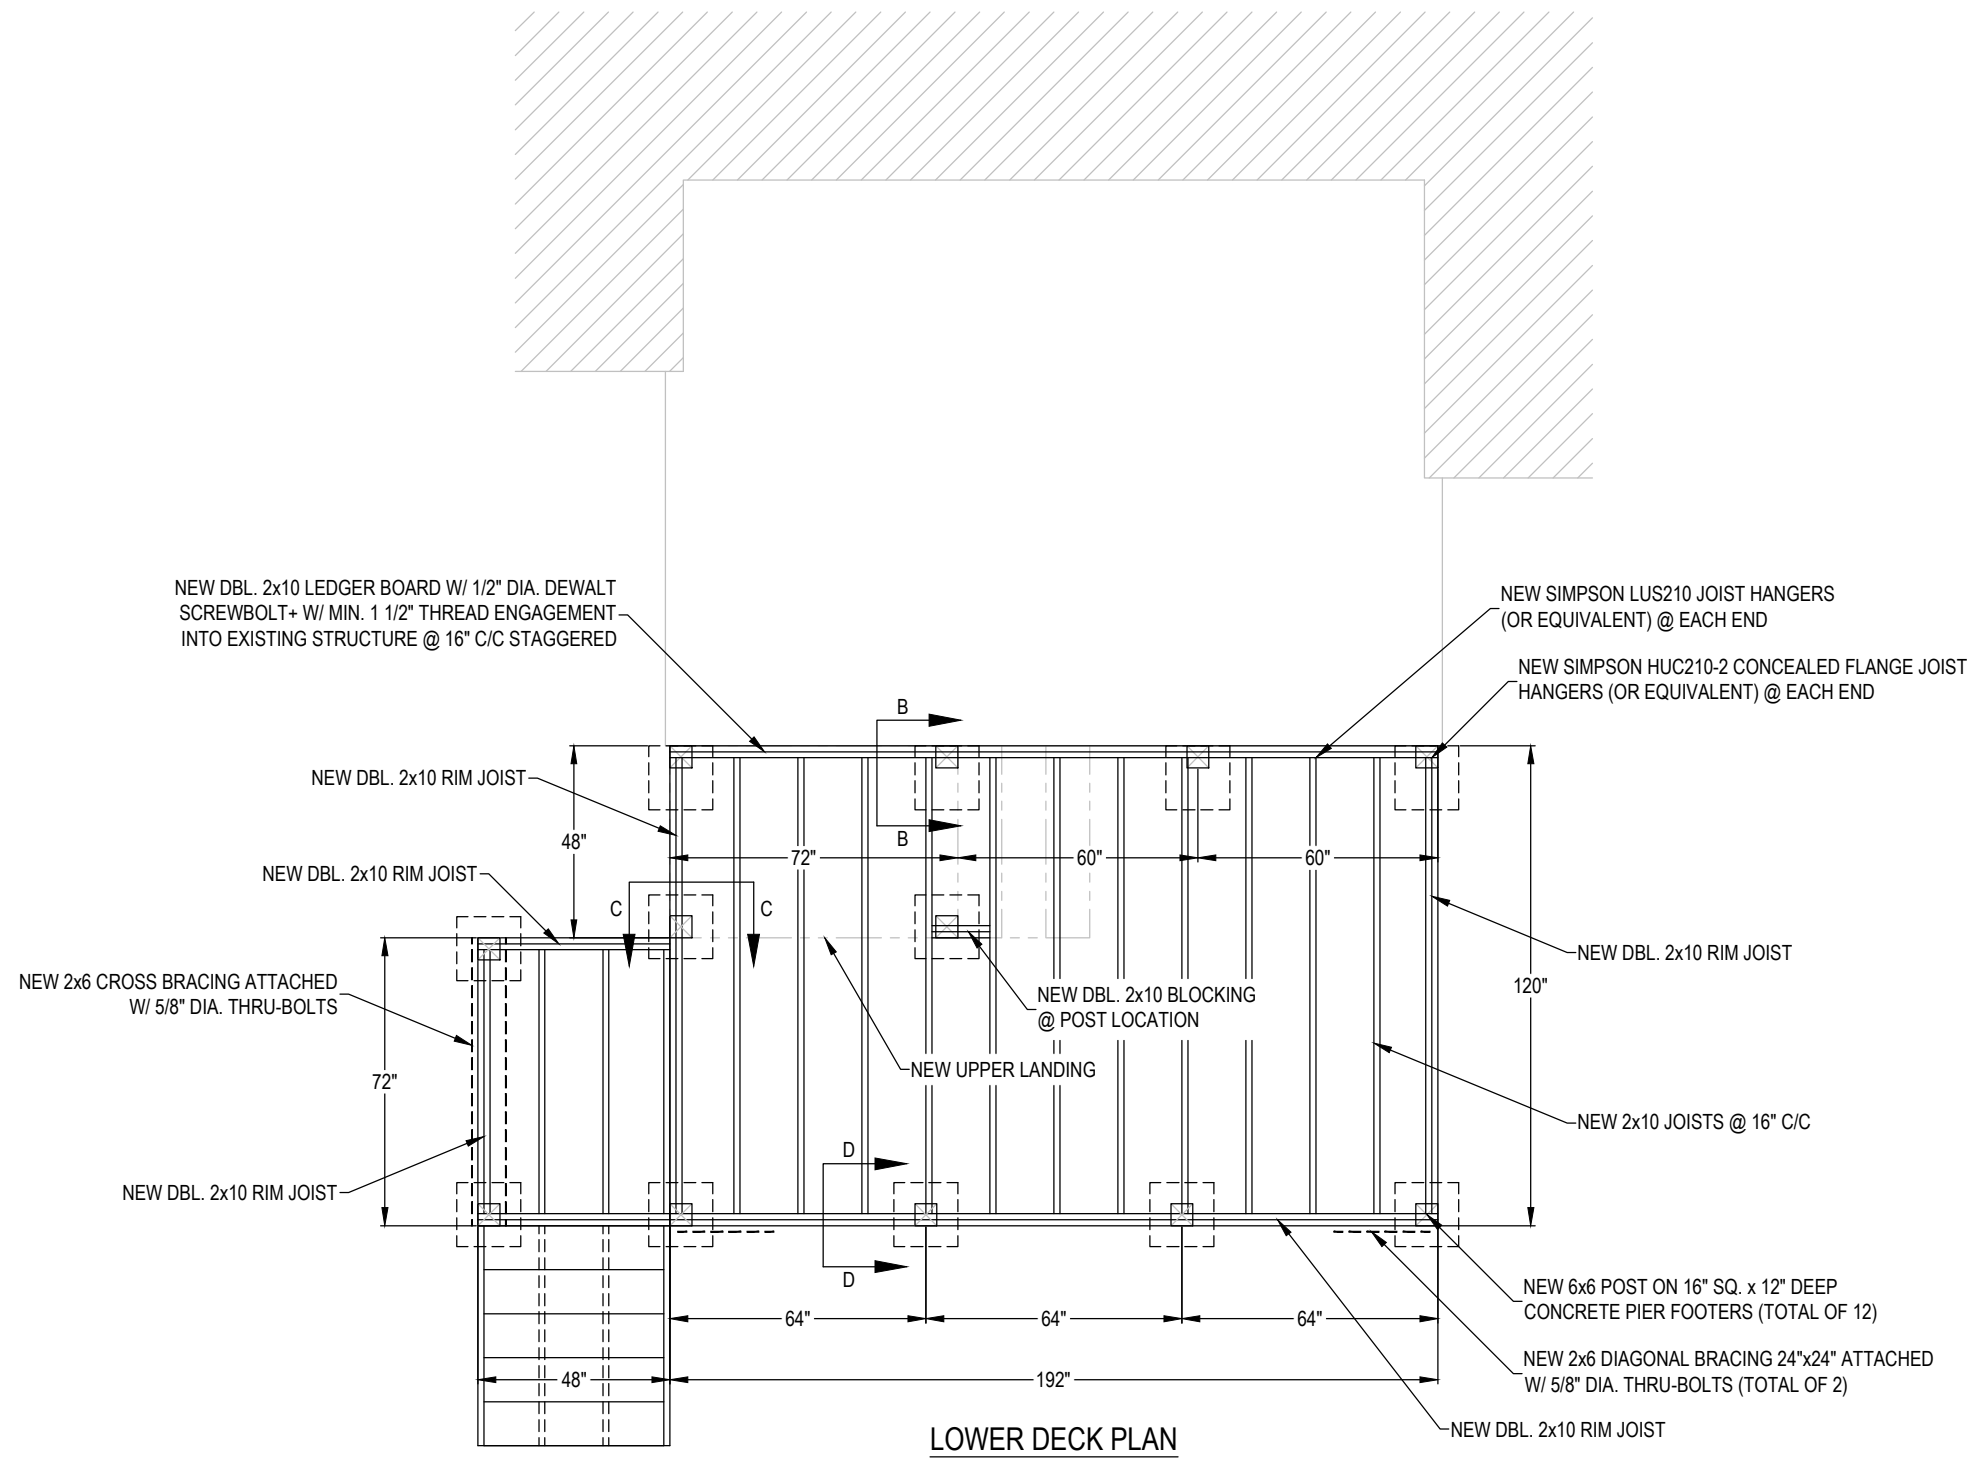 NEW DBL. 2x10 LEDGER BOARD W/ 1/2" DIA. DEWALT
SCREWBOLT+ W/ MIN. 1 1/2" THREAD ENGAGEMENT
INTO EXISTING STRUCTURE @ 16" C/C STAGGERED
NEW SIMPSON LUS210 JOIST HANGERS
(OR EQUIVALENT) @ EACH END
NEW SIMPSON HUC210-2 CONCEALED FLANGE JOIST
HANGERS (OR EQUIVALENT) @ EACH END
B
NEW DBL. 2x10 RIM JOIST
48"
B
72"
60"
60"
NEW DBL. 2x10 RIM JOIST
C
C
NEW DBL. 2x10 RIM JOIST
NEW 2x6 CROSS BRACING ATTACHED
W/ 5/8" DIA. THRU-BOLTS
NEW DBL. 2x10 BLOCKING
@ POST LOCATION
120"
NEW UPPER LANDING
72"
NEW 2x10 JOISTS @ 16" C/C
D
NEW DBL. 2x10 RIM JOIST
D
NEW 6x6 POST ON 16" SQ. x 12" DEEP
CONCRETE PIER FOOTERS (TOTAL OF 12)
64"
64"
64"
NEW 2x6 DIAGONAL BRACING 24"x24" ATTACHED
W/ 5/8" DIA. THRU-BOLTS (TOTAL OF 2)
48"
192"
NEW DBL. 2x10 RIM JOIST
LOWER DECK PLAN